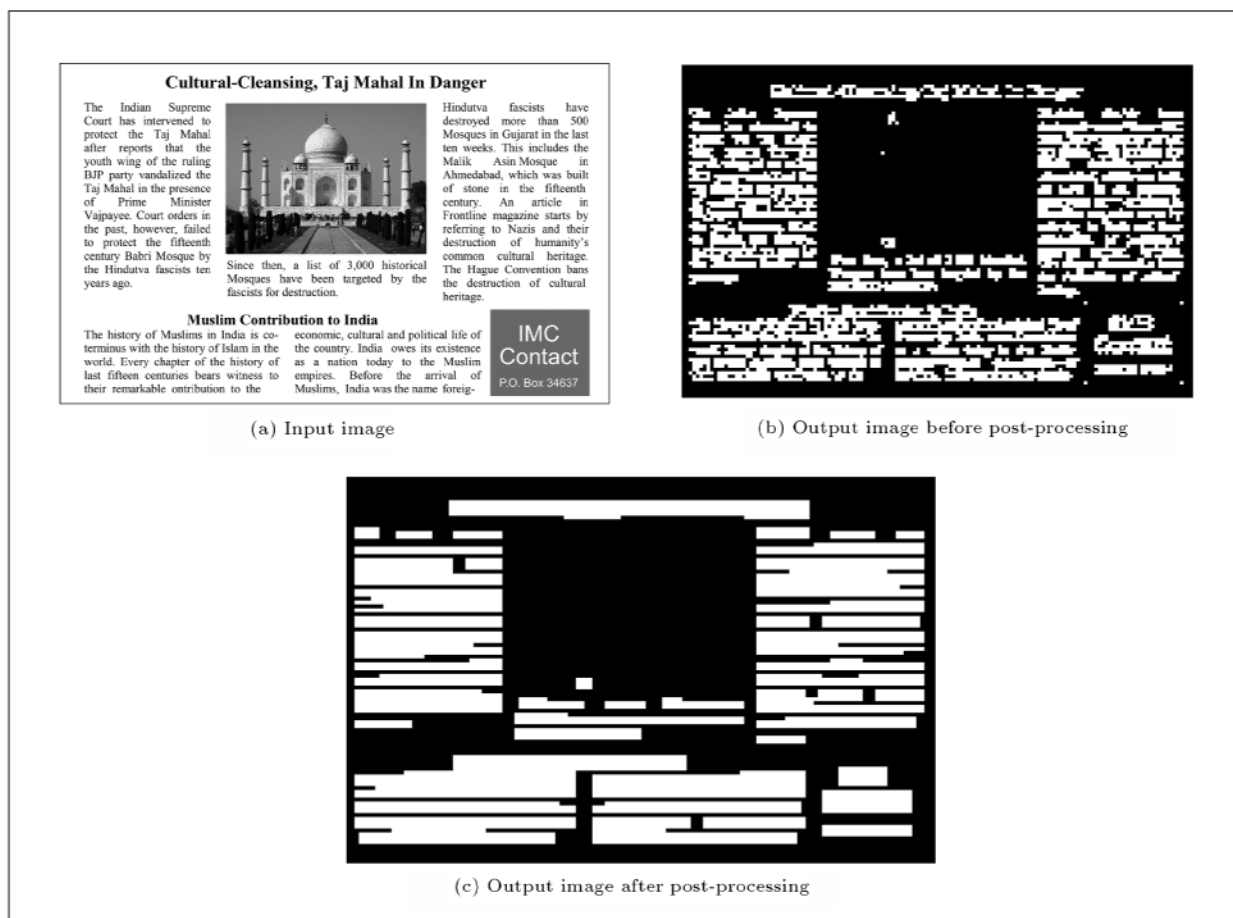 Cultural-Cleansing, Taj Mahal In Danger
The Indian Supreme
Court has intervened to
protect the Taj Mahal
after reports that the
youth wing of the ruling
BJP party vandalized the
Taj Mahal in the presence
of Prime Minister
Vajpayee. Court orders in
the past, however, failed
to protect the fifteenth
century Babri Mosque by
the Hindutva fascists ten
years ago.
Since then, a list of 3,000 historical
Mosques have been targeted by the
fascists for destruction.
Hindutva fascists have
destroyed more than 500
Mosques in Gujarat in the last
ten weeks. This includes the
Malik Asin Mosque in
Ahmedabad, which was built
of stone in the fifteenth
century. An article in
Frontline magazine starts by
referring to Nazis and their
destruction of humanity's
common cultural heritage.
The Hague Convention bans
the destruction of cultural
heritage.
Muslim Contribution to India
The history of Muslims in India is co-
terminus with the history of Islam in the
world. Every chapter of the history of
last fifteen centuries bears witness to
their remarkable ontribution to the
economic, cultural and political life of
the country. India owes its existence
as a nation today to the Muslim
empires. Before the arrival of
Muslims, India was the name foreig-
IMC
Contact
P.O. Box 34637
(a) Input image
(b) Output image before post-processing
(c) Output image after post-processing